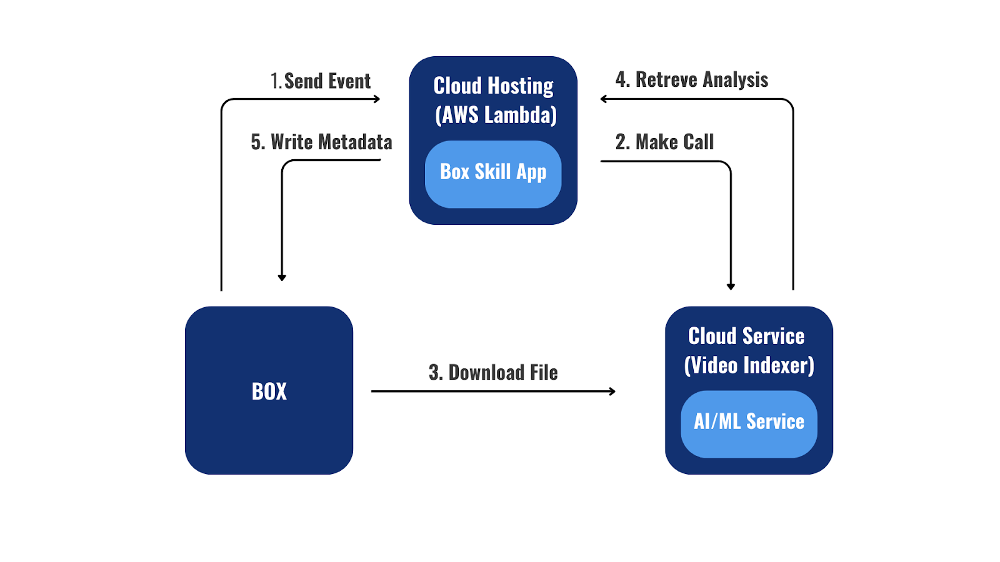 1. Send Event
Cloud Hosting
(AWS Lambda)
4. Retreve Analysis
5. Write Metadata
2. Make Call
Box Skill App
Cloud Service
(Video Indexer)
3. Download File
BOX
AI/ML Service